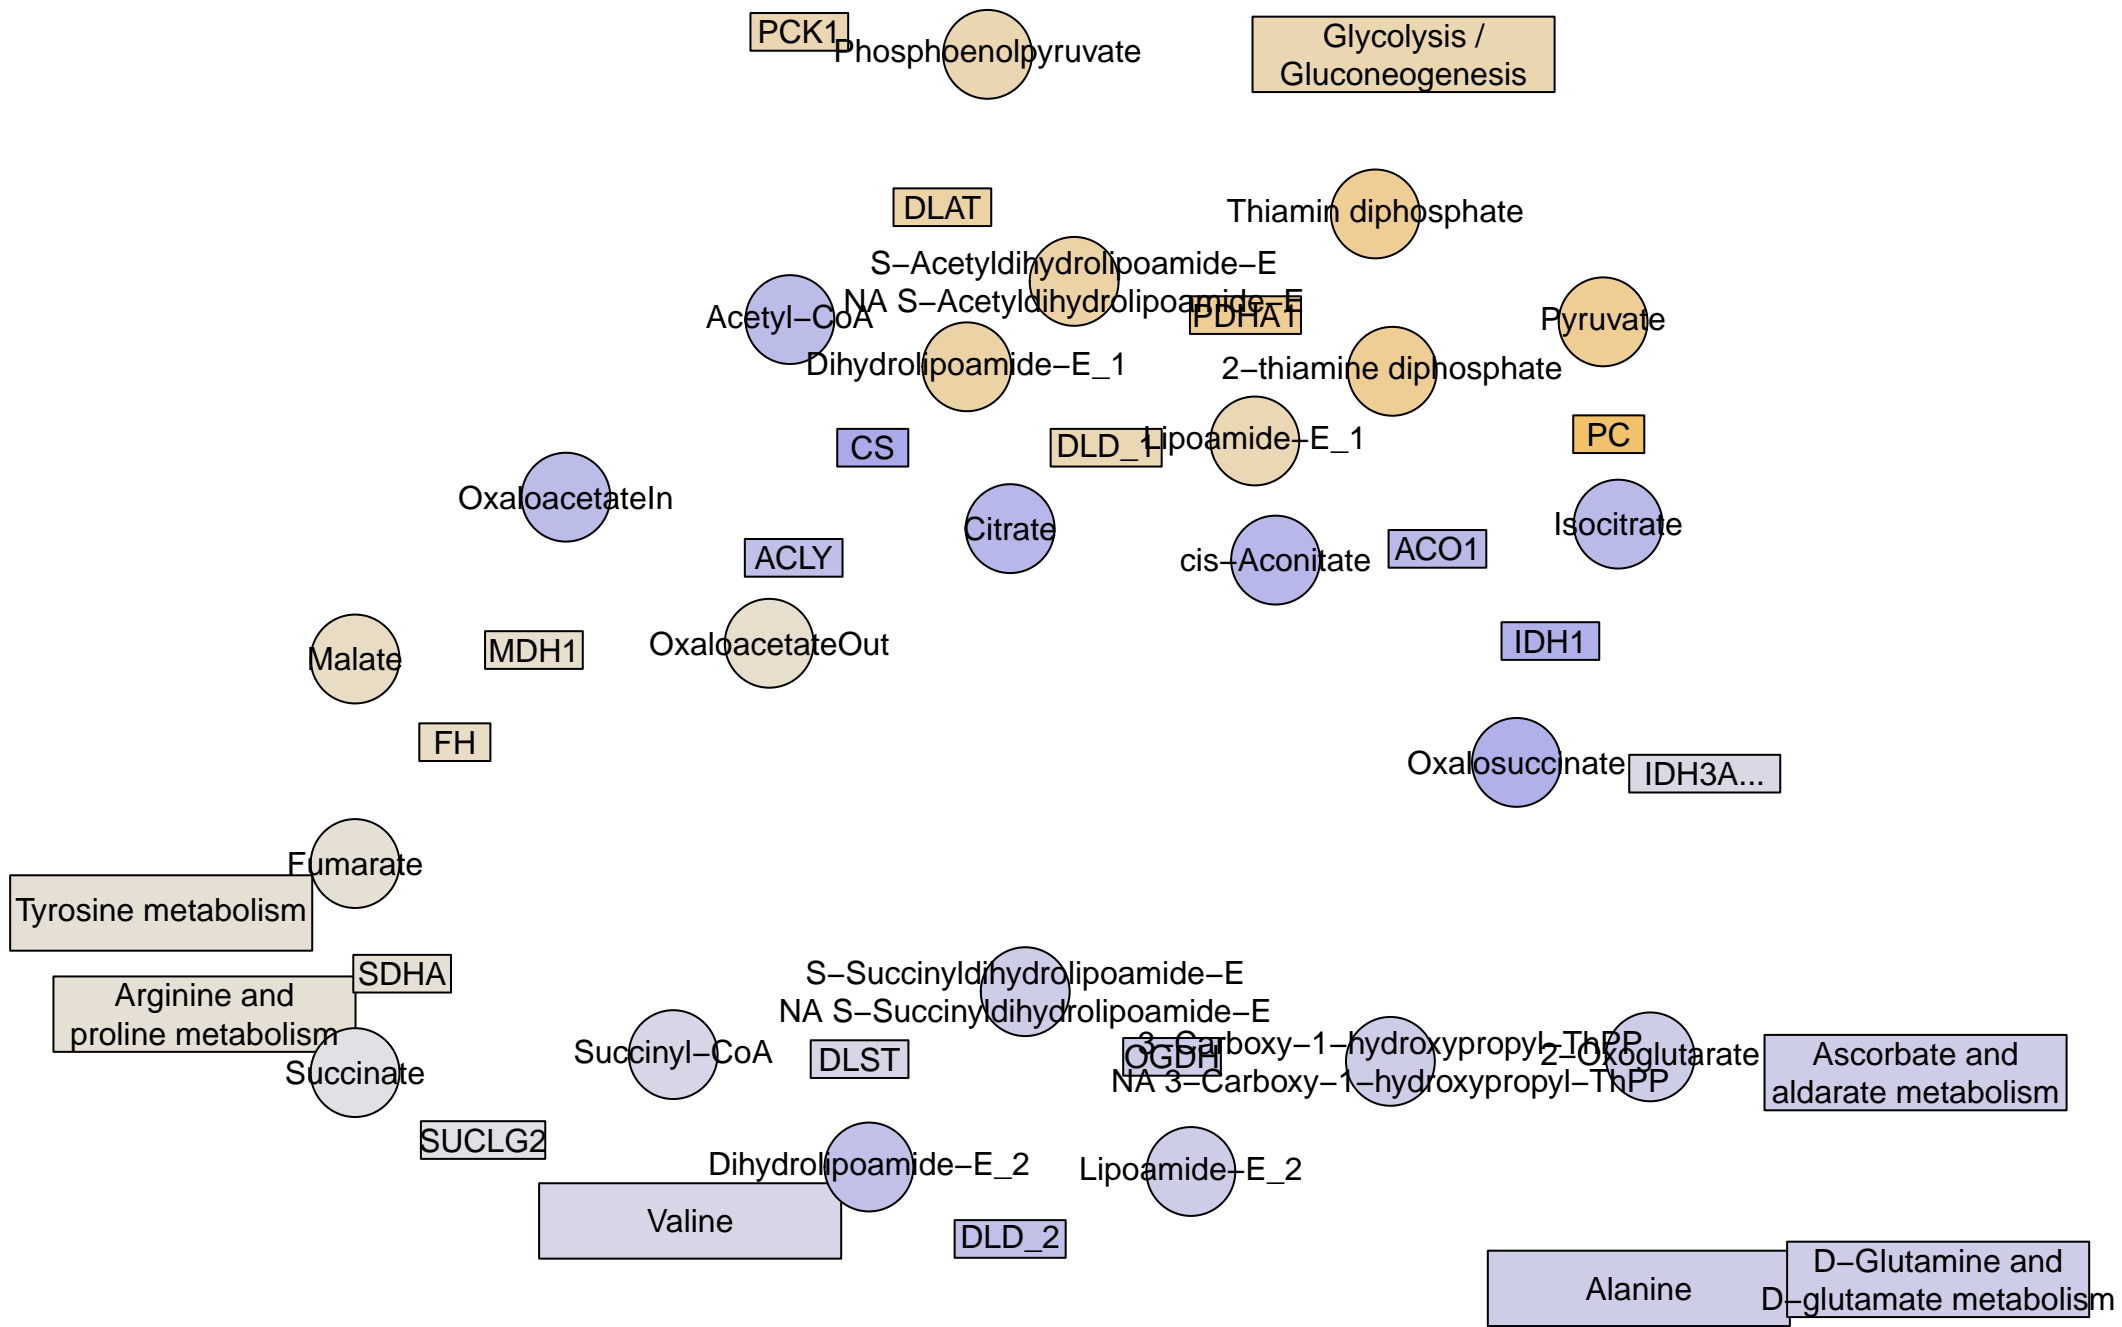 PCK1
Phosphoenolpyruvate
Glycolysis /
Gluconeogenesis
DLAT
Thiamin diphosphate
S−Acetyldihydrolipoamide−E
NA S−Acetyldihydrolipoamide−E
Acetyl−CoA
PDHA1
Pyruvate
Dihydrolipoamide−E_1
2−thiamine diphosphate
CS
DLD_1
Lipoamide−E_1
PC
OxaloacetateIn
Citrate
Isocitrate
ACLY
cis−Aconitate
ACO1
Malate
MDH1
OxaloacetateOut
IDH1
FH
Oxalosuccinate
IDH3A...
Fumarate
Tyrosine metabolism
SDHA
Arginine and
proline metabolism
S−Succinyldihydrolipoamide−E
NA S−Succinyldihydrolipoamide−E
Succinate
Succinyl−CoA
DLST
OGDH
3−Carboxy−1−hydroxypropyl−ThPP
NA 3−Carboxy−1−hydroxypropyl−ThPP
2−Oxoglutarate
Ascorbate and
aldarate metabolism
SUCLG2
Dihydrolipoamide−E_2
Lipoamide−E_2
Valine
DLD_2
Alanine
D−Glutamine and
D−glutamate metabolism